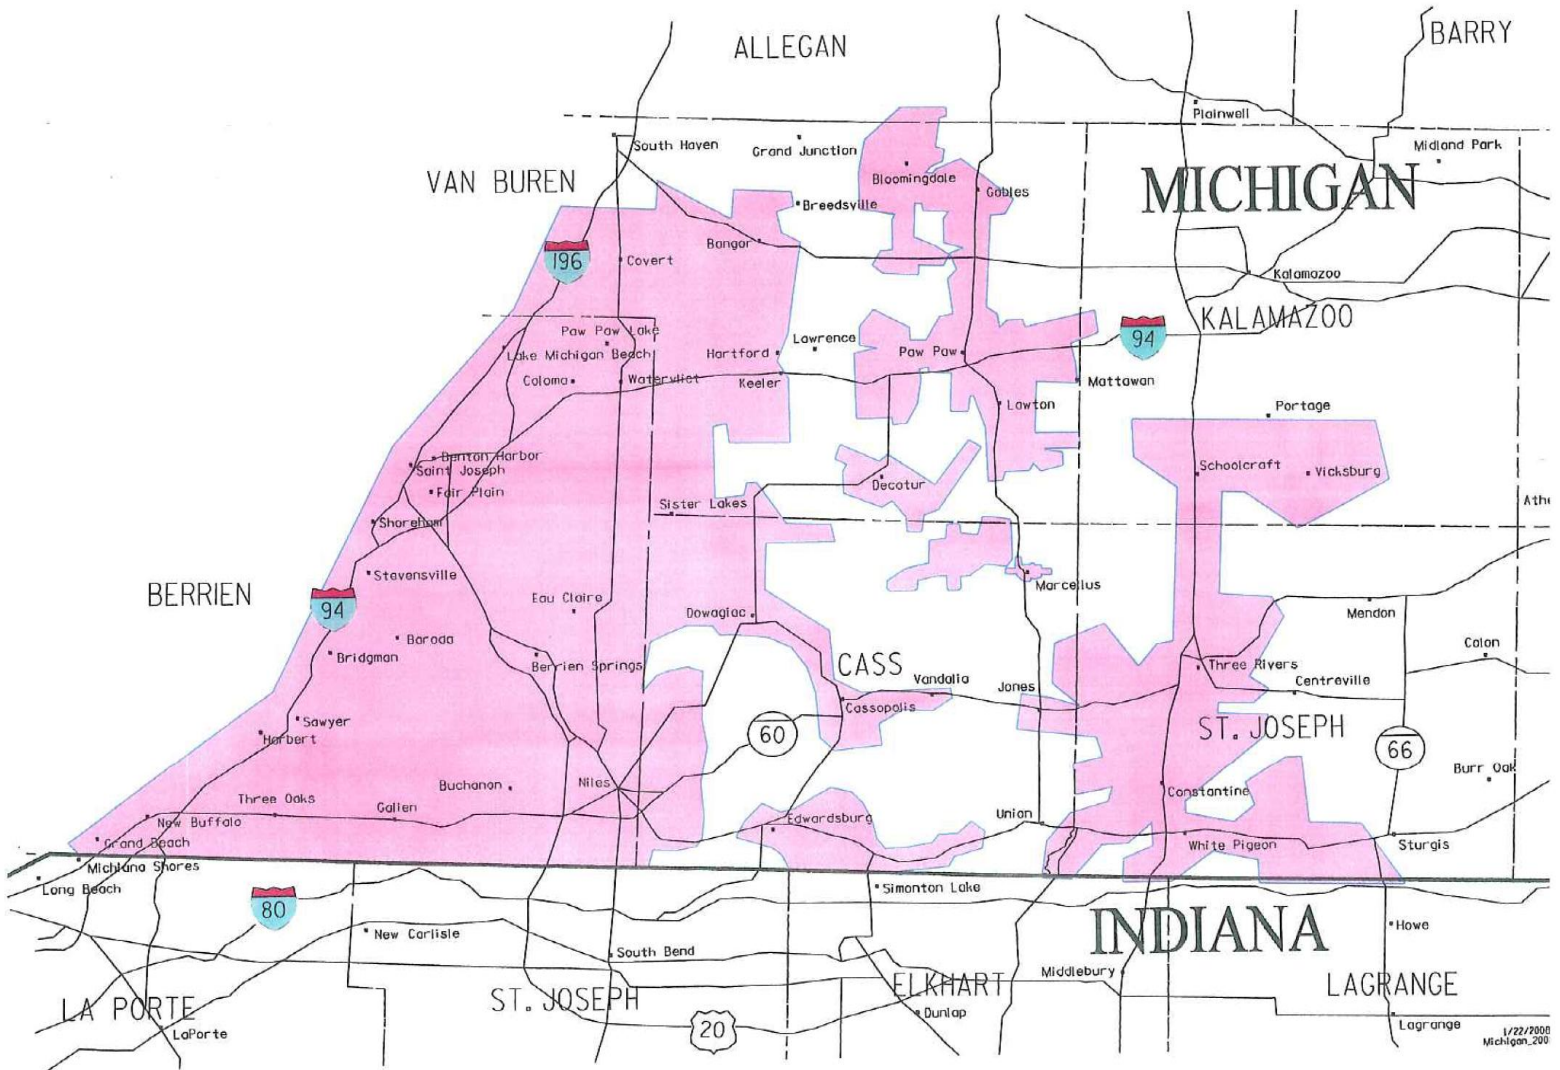 ALLEGAN
BARRY
Plainwell
South Haven
Grand Junction
Midland Park
VAN BUREN
Bloomingdale
MICHIGAN
Gobles
Breedsville
Bangor
196
Covert
Kalamazoo
KALAMAZOO
Paw Paw Lake
Lawrence
94
Lake Michigan Beach
Hartford
Paw Paw
Coloma
Watervliet
Keeler
Mattawan
Lawton
Portage
Benton Harbor
Saint Joseph
Schoolcraft
Vicksburg
Fair Plain
Decatur
Sister Lakes
Athe
Shoreham
Stevensville
Marcellus
BERRIEN
Eau Claire
94
Dowagiac
Mendon
Baroda
Colon
Bridgman
Berrien Springs
CASS
Three Rivers
Vandalia
Jones
Centreville
Cassopolis
Sawyer
ST. JOSEPH
Harbert
60
66
Burr Oak
Buchanan
Niles
Constantine
Three Oaks
Galien
New Buffalo
Edwardsburg
Union
Grand Beach
White Pigeon
Sturgis
Michiana Shores
Long Beach
Simonton Lake
80
INDIANA
Howe
New Carlisle
South Bend
Middlebury
ELKHART
LAGRANGE
LA PORTE
ST. JOSEPH
Dunlap
20
LaPorte
Lagrange
1/22/2008
Michigan_200